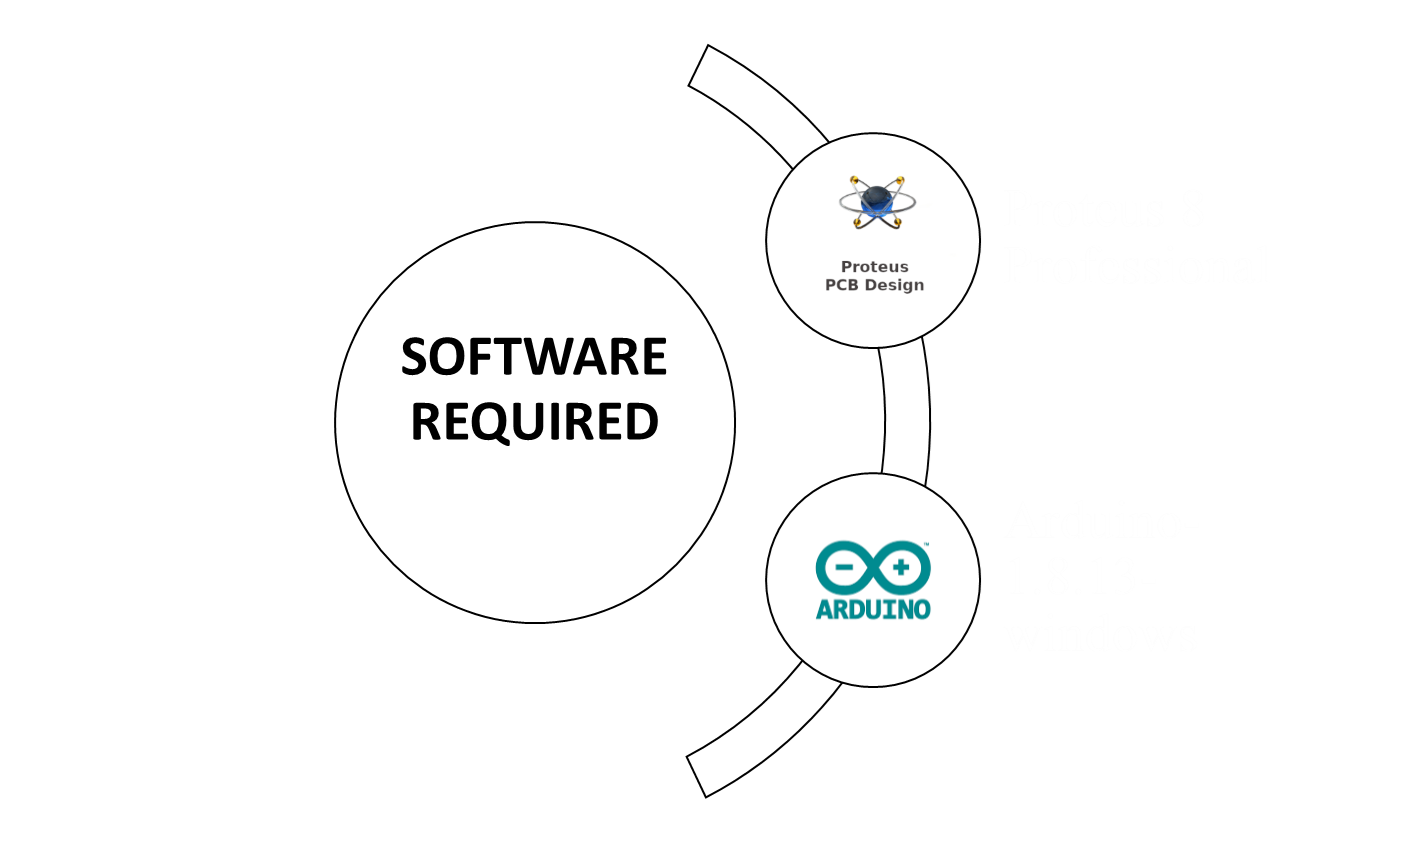 SOFTWARE
REQUIRED
Proteus
PCB Design
ARDUINO